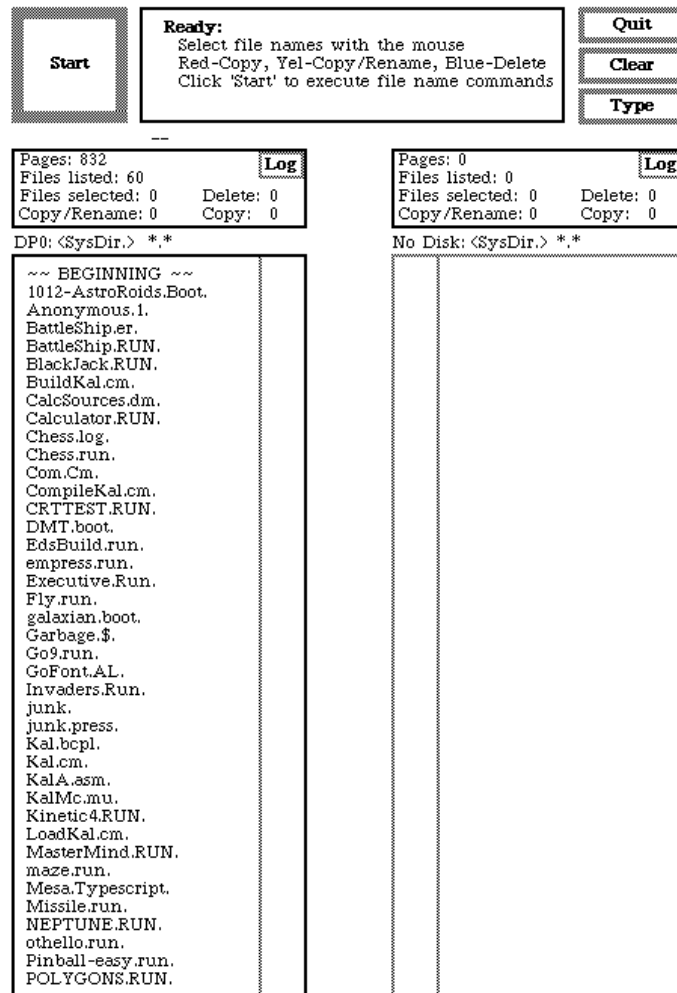 Start
Ready:
Select file names with the mouse
Red-Copy, Yel-Copy/Rename, Blue-Delete
Click 'Start' to execute file name commands
Quit
Clear
Type
--
Pages: 832
Log
Files listed: 60
Files selected: 0 Delete: 0
Copy/Rename: 0 Copy: 0
DP0: <SysDir.> *.*
Pages: 0
Log
Files listed: 0
Files selected: 0 Delete: 0
Copy/Rename: 0 Copy: 0
No Disk: <SysDir.> *.*
~~ BEGINNING ~~
1012-AstroRoids.Boot.
Anonymous.1.
BattleShip.er.
BattleShip.RUN.
BlackJack.RUN.
BuildKal.cm.
CalcSources.dm.
Calculator.RUN.
Chess.log.
Chess.run.
Com.Cm.
CompileKal.cm.
CRTTEST.RUN.
DMT.boot.
EdsBuild.run.
empress.run.
Executive.Run.
Fly.run.
galaxian.boot.
Garbage.$.
Go9.run.
GoFont.AL.
Invaders.Run.
junk.
junk.press.
Kal.bcpl.
Kal.cm.
KalA.asm.
KalMc.mu.
Kinetic4.RUN.
LoadKal.cm.
MasterMind.RUN.
maze.run.
Mesa.Typescript.
Missile.run.
NEPTUNE.RUN.
othello.run.
Pinball-easy.run.
POLYGONS.RUN.